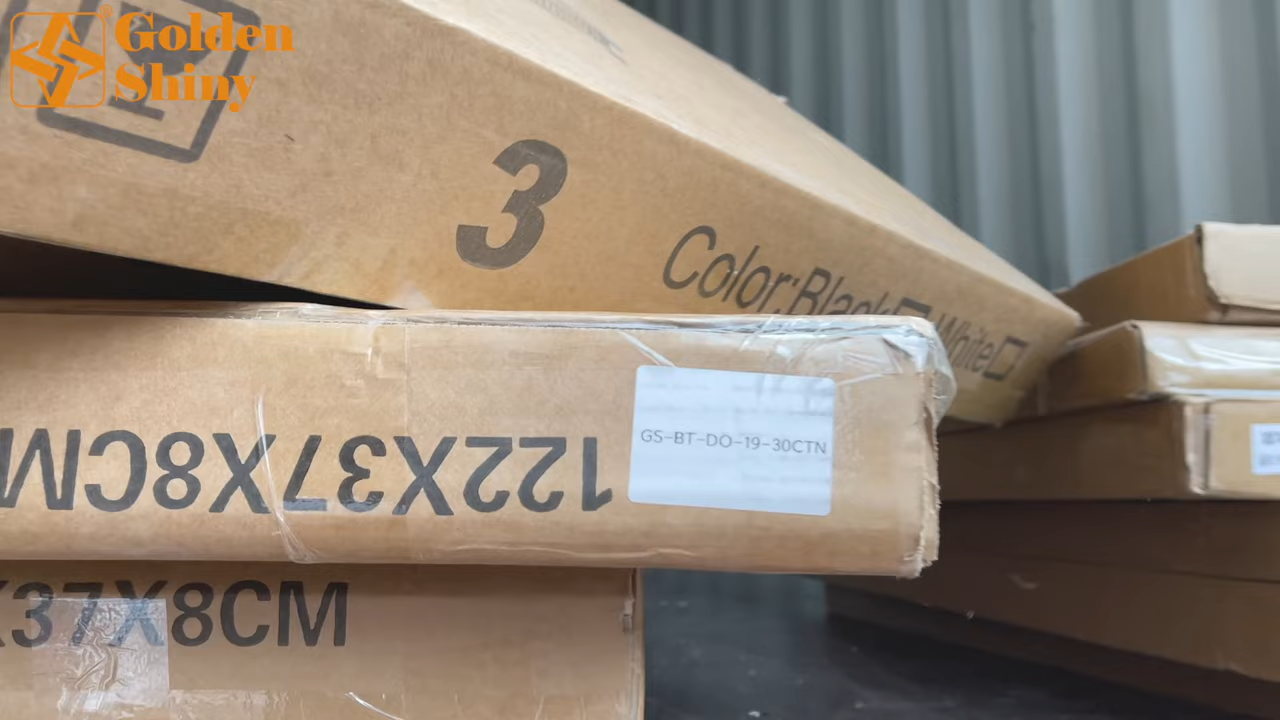 Golden
Shiny
3
Color:Black White
GS-BT-DO-19-30CTN
122X37X8CM
X37X8CM